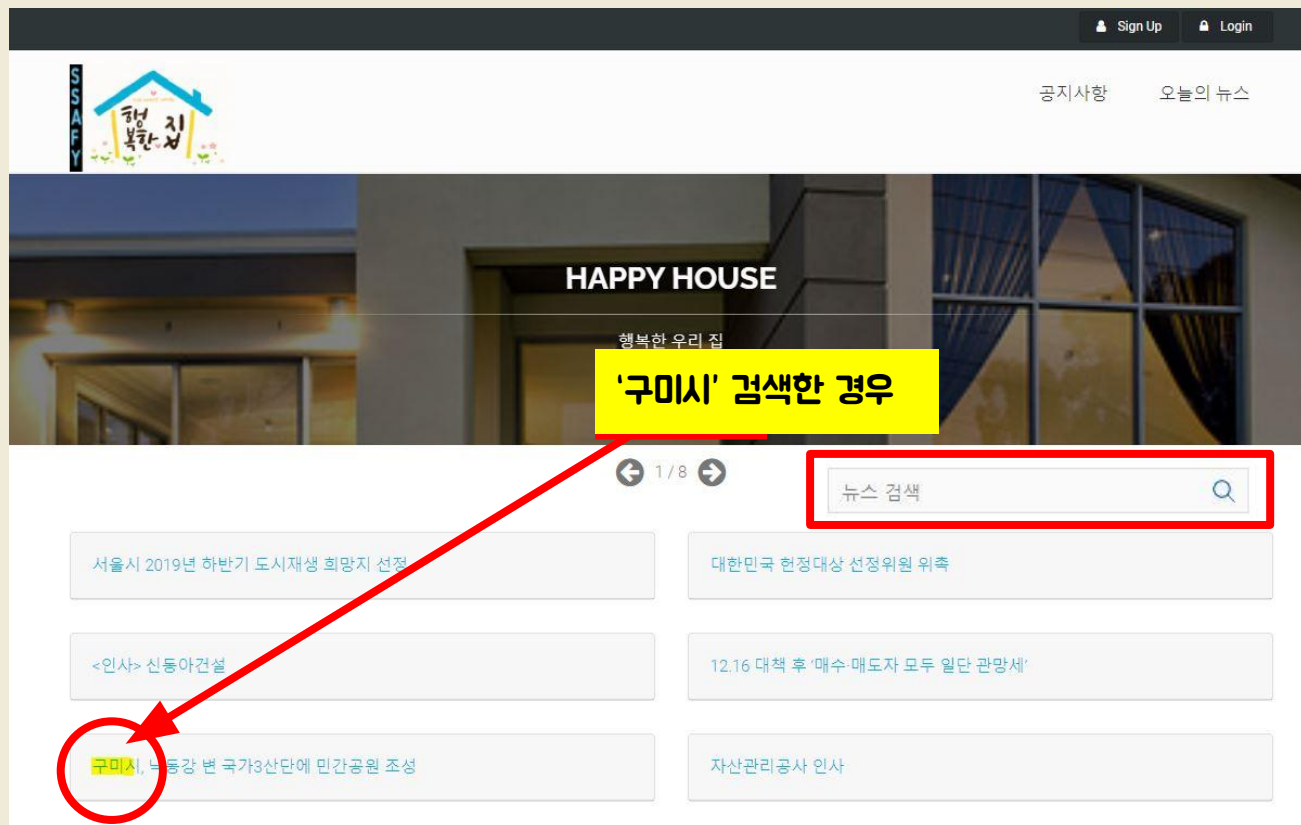 Sign Up Login
SSAFY
행복한 집
공지사항 오늘의 뉴스
HAPPY HOUSE
행복한 우리 집
‘구미시’ 검색한 경우
1 / 8
뉴스 검색
서울시 2019년 하반기 도시재생 희망지 선정
대한민국 헌정대상 선정위원 위촉
<인사> 신동아건설
12.16 대책 후 ‘매수·매도자 모두 일단 관망세’
구미시, 낙동강 변 국가3산단에 민간공원 조성
자산관리공사 인사